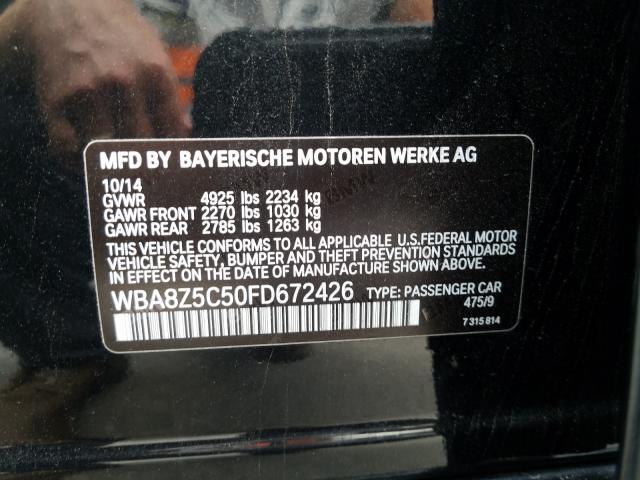 MFD BY BAYERISCHE MOTOREN WERKE AG
10/14
GVWR 4925 lbs 2234 kg
GAWR FRONT 2270 lbs 1030 kg
GAWR REAR 2785 lbs 1263 kg
THIS VEHICLE CONFORMS TO ALL APPLICABLE U.S.FEDERAL MOTOR
VEHICLE SAFETY, BUMPER AND THEFT PREVENTION STANDARDS
IN EFFECT ON THE DATE OF MANUFACTURE SHOWN ABOVE.
WBA8Z5C50FD672426 TYPE: PASSENGER CAR
475/9
7 315 814